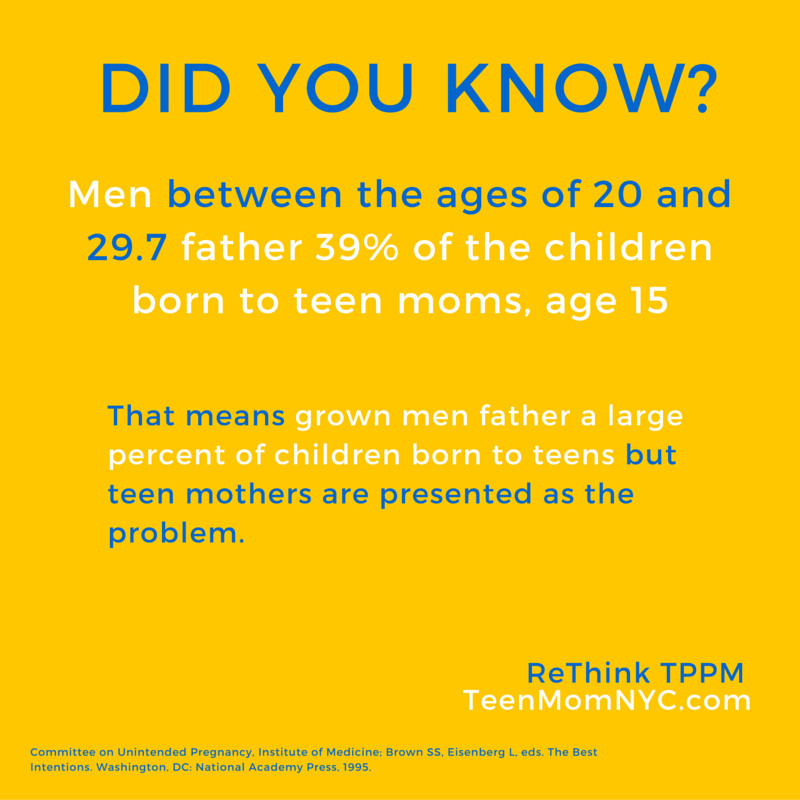 DID YOU KNOW?
Men between the ages of 20 and
29.7 father 39% of the children
born to teen moms, age 15
That means grown men father a large
percent of children born to teens but
teen mothers are presented as the
problem.
ReThink TPPM
TeenMomNYC.com
Committee on Unintended Pregnancy, Institute of Medicine; Brown SS, Eisenberg L, eds. The Best
Intentions. Washington, DC: National Academy Press, 1995.